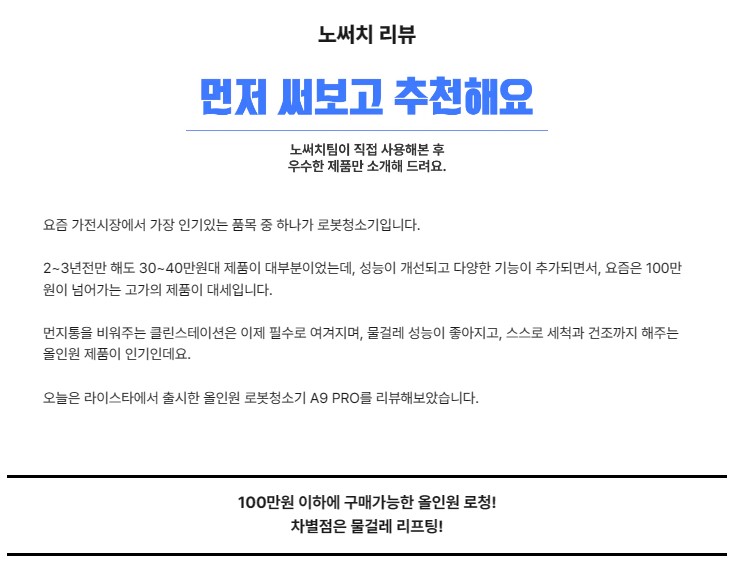 노써치 리뷰
먼저 써보고 추천해요
노써치팀이 직접 사용해본 후
우수한 제품만 소개해 드려요.
요즘 가전시장에서 가장 인기있는 품목 중 하나가 로봇청소기입니다.
2~3년전만 해도 30~40만원대 제품이 대부분이었는데, 성능이 개선되고 다양한 기능이 추가되면서, 요즘은 100만
원이 넘어가는 고가의 제품이 대세입니다.
먼지통을 비워주는 클린스테이션은 이제 필수로 여겨지며, 물걸레 성능이 좋아지고, 스스로 세척과 건조까지 해주는
올인원 제품이 인기인데요.
오늘은 라이스타에서 출시한 올인원 로봇청소기 A9 PRO를 리뷰해보았습니다.
100만원 이하에 구매가능한 올인원 로청!
차별점은 물걸레 리프팅!